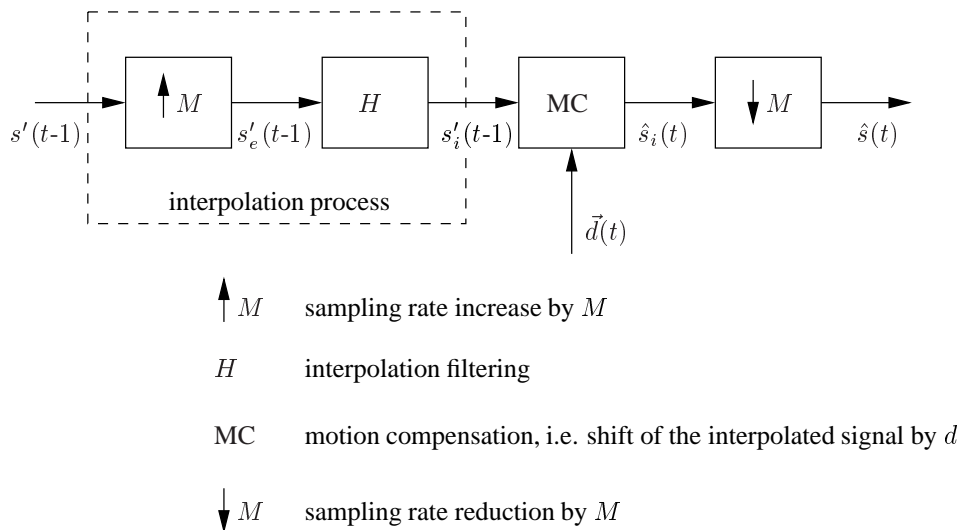 ↑ M H MC ↓ M
s′(t-1) s′ₑ(t-1) s′ᵢ(t-1) ŝᵢ(t) ŝ(t)
interpolation process
d⃗(t)
↑ M sampling rate increase by M
H interpolation filtering
MC motion compensation, i.e. shift of the interpolated signal by d
↓ M sampling rate reduction by M